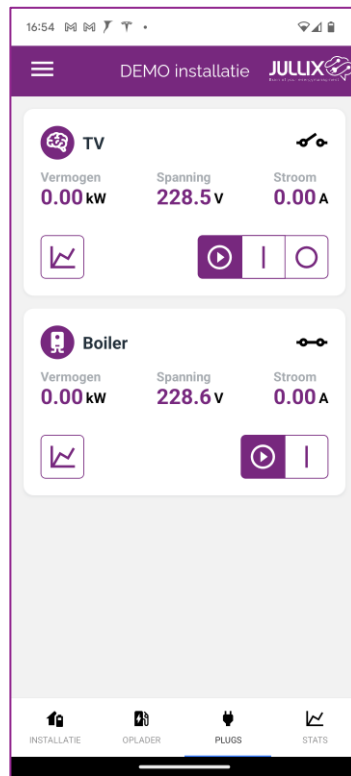 16:54
DEMO installatie JULLIX
TV
Vermogen Spanning Stroom
0.00 kW 228.5 V 0.00 A
Boiler
Vermogen Spanning Stroom
0.00 kW 228.6 V 0.00 A
INSTALLATIE OPLADER PLUGS STATS